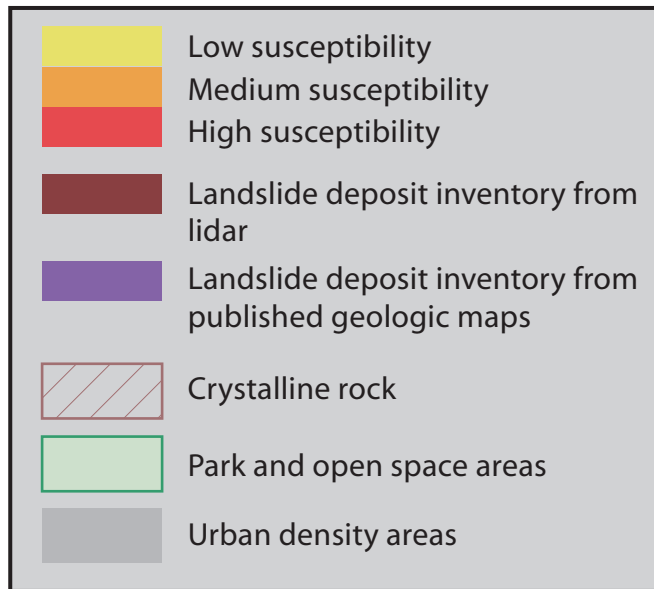 Low susceptibility
Medium susceptibility
High susceptibility
Landslide deposit inventory from
lidar
Landslide deposit inventory from
published geologic maps
Crystalline rock
Park and open space areas
Urban density areas